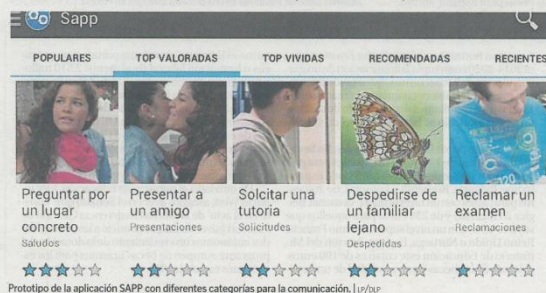 Sapp
POPULARES TOP VALORADAS TOP VIVIDAS RECOMENDADAS RECIENTES
Preguntar por un lugar concreto
Saludos
Presentar a un amigo
Presentaciones
Solcitar una tutoria
Solicitudes
Despedirse de un familiar lejano
Despedidas
Reclamar un examen
Reclamaciones
Prototipo de la aplicación SAPP con diferentes categorías para la comunicación. | LP/DLP